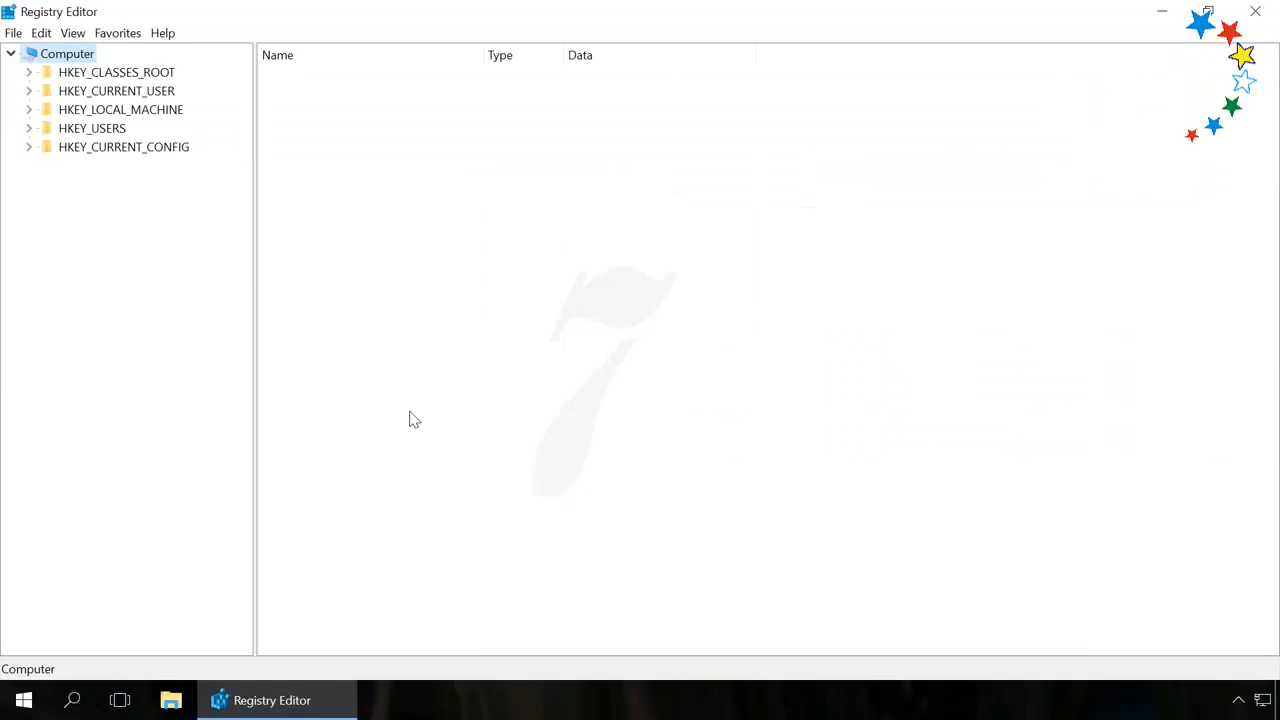 Registry Editor
File Edit View Favorites Help
Computer
HKEY_CLASSES_ROOT
HKEY_CURRENT_USER
HKEY_LOCAL_MACHINE
HKEY_USERS
HKEY_CURRENT_CONFIG
Name Type Data
7
Computer
Registry Editor